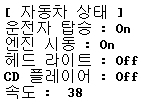 [ 자동차 상태 ]
운전자 탑승 : On
엔진 시동 : On
헤드 라이트 : Off
CD 플레이어 : Off
속도 : 38